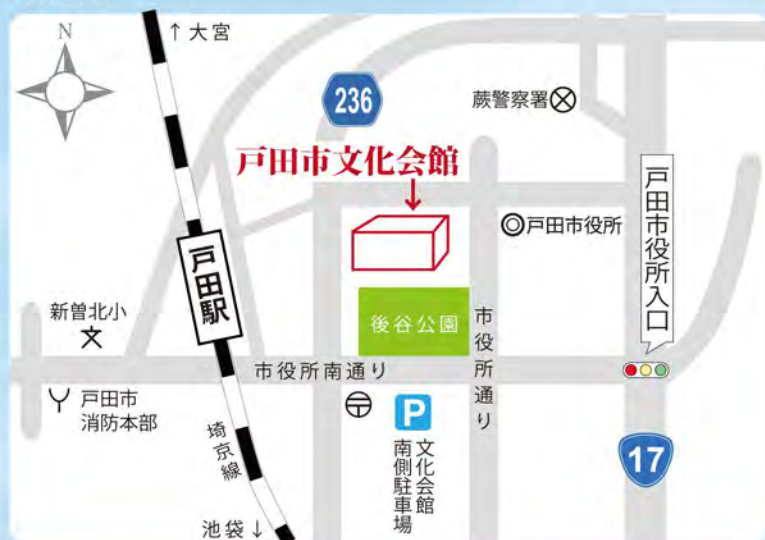 N
↑大宮
236
蕨警察署
戸田市文化会館
戸田市役所
戸田市役所入口
戸田駅
新曽北小
後谷公園
市役所通り
市役所南通り
戸田市
消防本部
P
文化会館
南側駐車場
17
埼京線
池袋↓